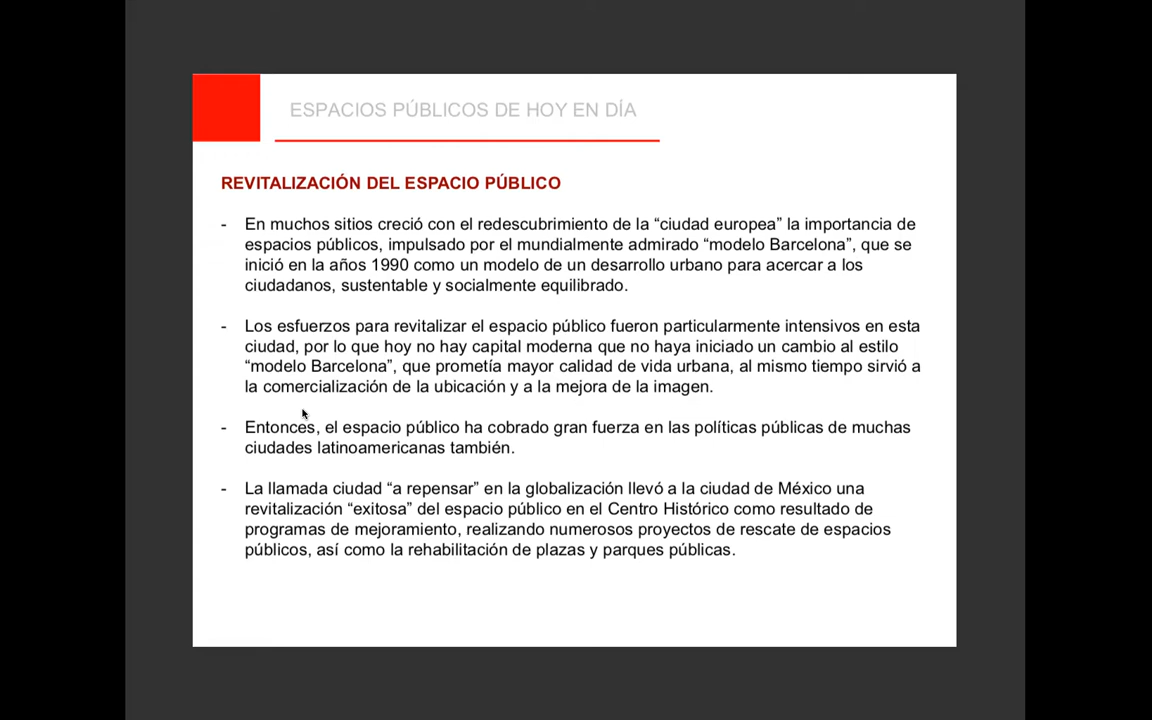 ESPACIOS PÚBLICOS DE HOY EN DÍA
REVITALIZACIÓN DEL ESPACIO PÚBLICO
- En muchos sitios creció con el redescubrimiento de la “ciudad europea” la importancia de
espacios públicos, impulsado por el mundialmente admirado “modelo Barcelona”, que se
inició en la años 1990 como un modelo de un desarrollo urbano para acercar a los
ciudadanos, sustentable y socialmente equilibrado.
- Los esfuerzos para revitalizar el espacio público fueron particularmente intensivos en esta
ciudad, por lo que hoy no hay capital moderna que no haya iniciado un cambio al estilo
“modelo Barcelona”, que prometía mayor calidad de vida urbana, al mismo tiempo sirvió a
la comercialización de la ubicación y a la mejora de la imagen.
- Entonces, el espacio público ha cobrado gran fuerza en las políticas públicas de muchas
ciudades latinoamericanas también.
- La llamada ciudad “a repensar” en la globalización llevó a la ciudad de México una
revitalización “exitosa” del espacio público en el Centro Histórico como resultado de
programas de mejoramiento, realizando numerosos proyectos de rescate de espacios
públicos, así como la rehabilitación de plazas y parques públicas.